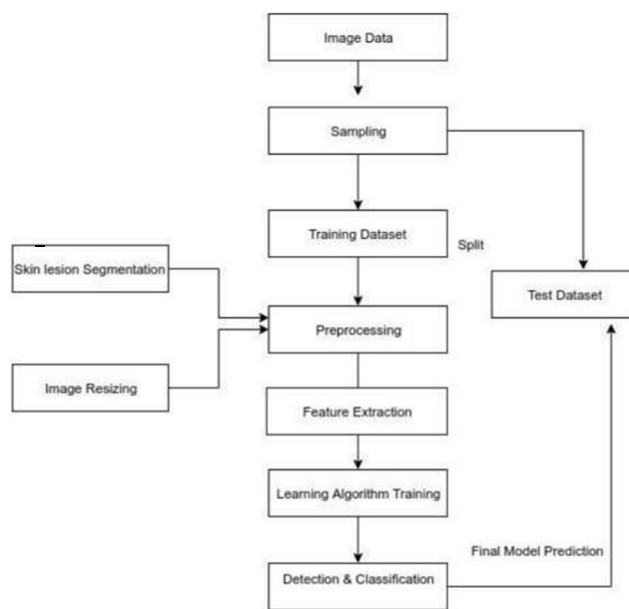 Image Data
Sampling
Training Dataset
Split
Skin lesion Segmentation
Test Dataset
Preprocessing
Image Resizing
Feature Extraction
Learning Algorithm Training
Final Model Prediction
Detection & Classification